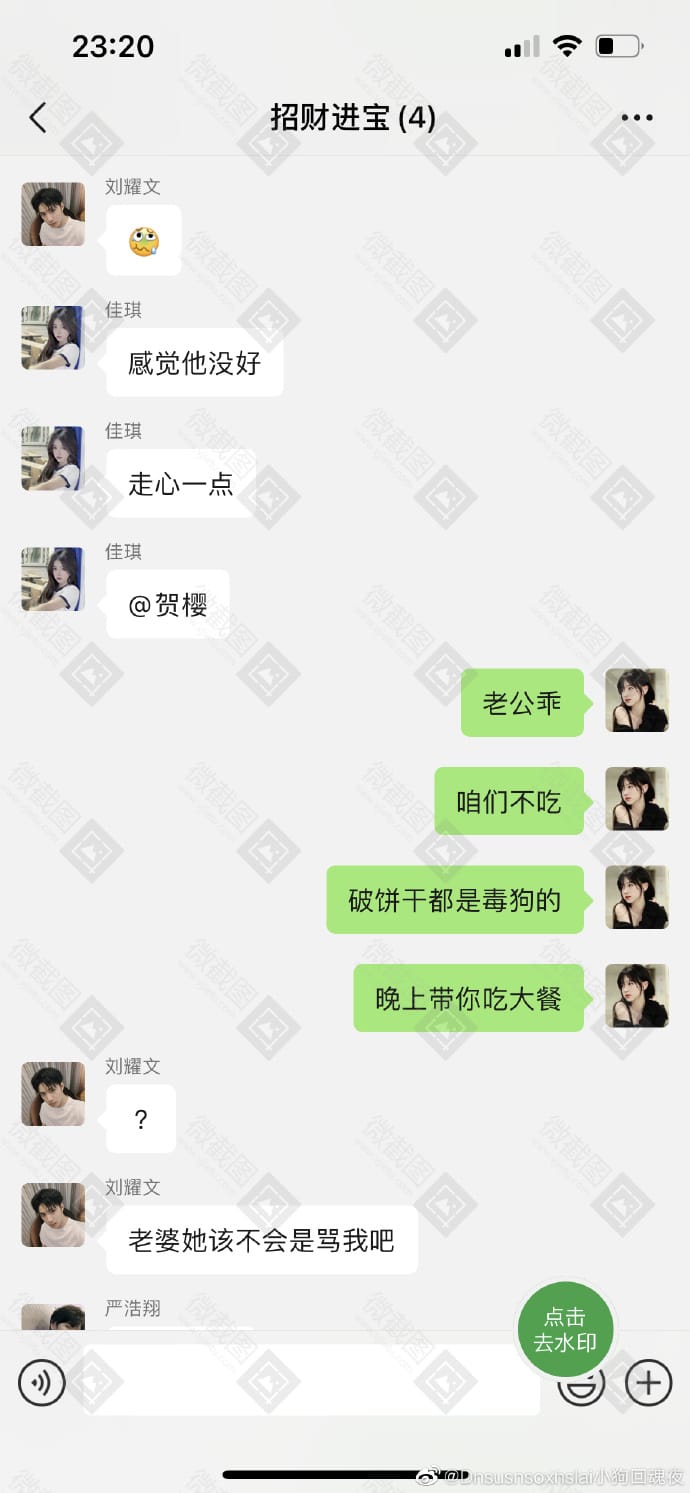 23:20
招财进宝 (4)
刘耀文
佳琪
感觉他没好
佳琪
走心一点
佳琪
@贺樱
老公乖
咱们不吃
破饼干都是毒狗的
晚上带你吃大餐
刘耀文
?
刘耀文
老婆她该不会是骂我吧
严浩翔
点击
去水印
@Dnsusnsoxhslai小狗回魂夜
微截图